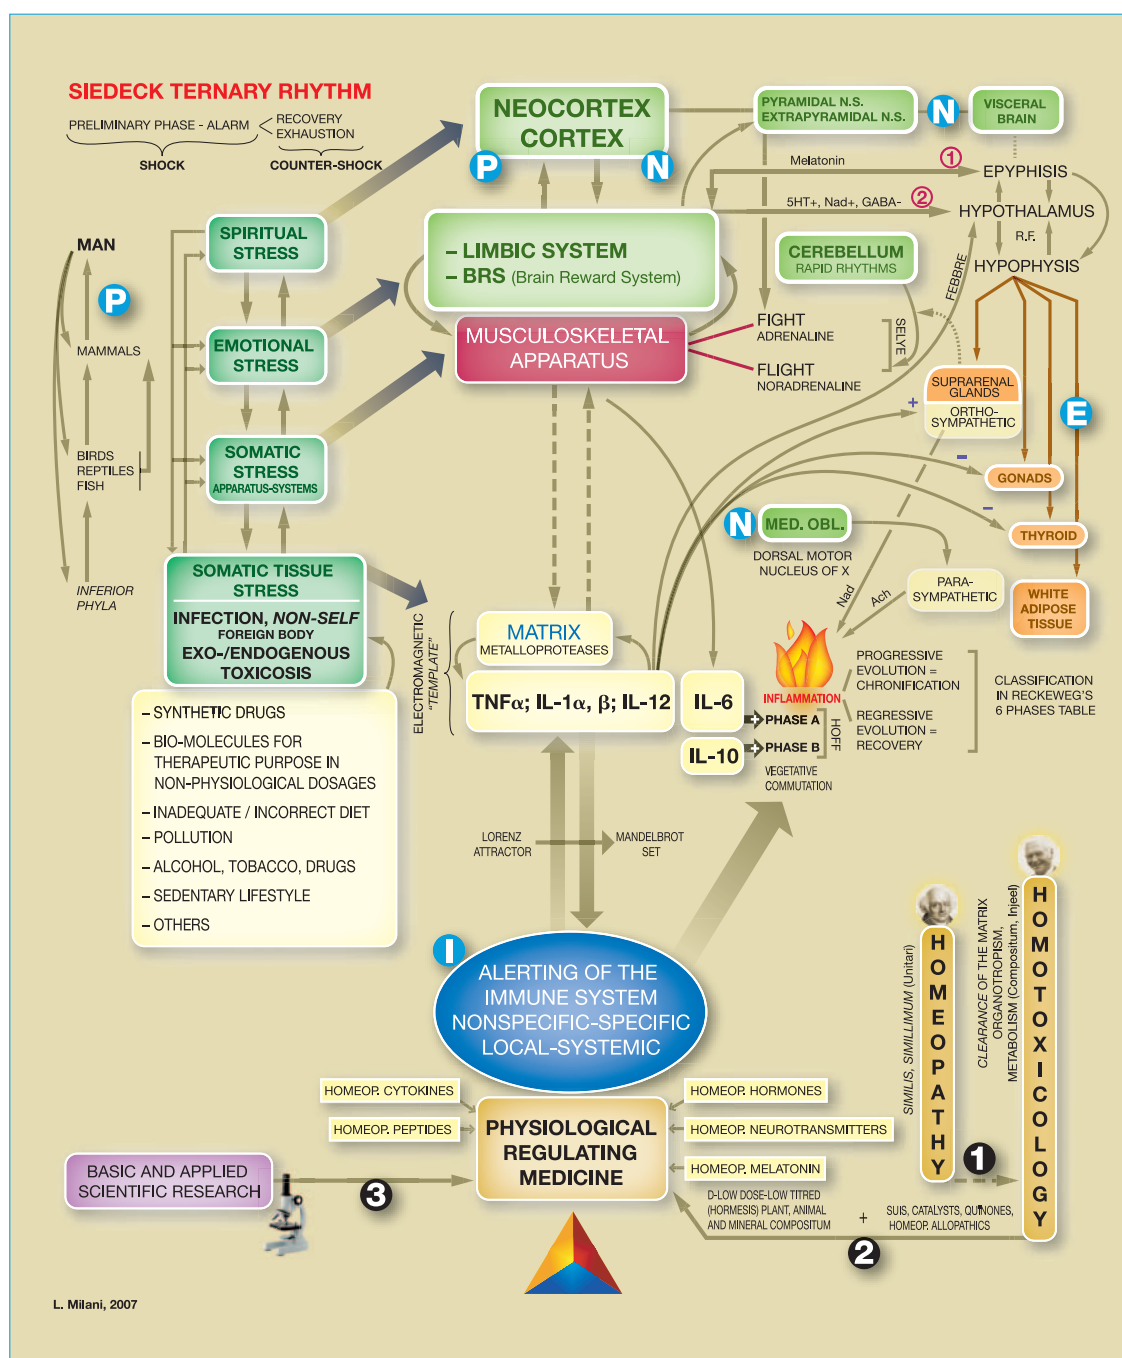 SIEDECK TERNARY RHYTHM
PRELIMINARY PHASE - ALARM
RECOVERY
EXHAUSTION
SHOCK
COUNTER-SHOCK
NEOCORTEX
CORTEX
P
N
PYRAMIDAL N.S.
EXTRAPYRAMIDAL N.S.
N
VISCERAL
BRAIN
Melatonin
1
EPYPHISIS
5HT+, Nad+, GABA-
2
HYPOTHALAMUS
R.F.
HYPOPHYSIS
MAN
P
MAMMALS
BIRDS
REPTILES
FISH
INFERIOR
PHYLA
SPIRITUAL
STRESS
EMOTIONAL
STRESS
SOMATIC
STRESS
APPARATUS-SYSTEMS
– LIMBIC SYSTEM
– BRS (Brain Reward System)
MUSCULOSKELETAL
APPARATUS
CEREBELLUM
RAPID RHYTHMS
FEBBRE
FIGHT
ADRENALINE
FLIGHT
NORADRENALINE
SELYE
SUPRARENAL
GLANDS
ORTHO-
SYMPATHETIC
+
E
–
GONADS
–
THYROID
WHITE
ADIPOSE
TISSUE
N
MED. OBL.
DORSAL MOTOR
NUCLEUS OF X
PARA-
SYMPATHETIC
Nad
Ach
SOMATIC TISSUE
STRESS
INFECTION, NON-SELF
FOREIGN BODY
EXO-/ENDOGENOUS
TOXICOSIS
– SYNTHETIC DRUGS
– BIO-MOLECULES FOR
THERAPEUTIC PURPOSE IN
NON-PHYSIOLOGICAL DOSAGES
– INADEQUATE / INCORRECT DIET
– POLLUTION
– ALCOHOL, TOBACCO, DRUGS
– SEDENTARY LIFESTYLE
– OTHERS
ELECTROMAGNETIC
"TEMPLATE"
MATRIX
METALLOPROTEASES
TNFα; IL-1α, β; IL-12
IL-6
IL-10
INFLAMMATION
+ PHASE A
+ PHASE B
HOFF
VEGETATIVE
COMMUTATION
PROGRESSIVE
EVOLUTION =
CHRONIFICATION
REGRESSIVE
EVOLUTION =
RECOVERY
CLASSIFICATION
IN RECKEWEG'S
6 PHASES TABLE
LORENZ
ATTRACTOR
MANDELBROT
SET
I
ALERTING OF THE
IMMUNE SYSTEM
NONSPECIFIC-SPECIFIC
LOCAL-SYSTEMIC
HOMEOP. CYTOKINES
HOMEOP. PEPTIDES
PHYSIOLOGICAL
REGULATING
MEDICINE
HOMEOP. HORMONES
HOMEOP. NEUROTRANSMITTERS
HOMEOP. MELATONIN
BASIC AND APPLIED
SCIENTIFIC RESEARCH
3
D-LOW DOSE-LOW TITRED
(HORMESIS) PLANT, ANIMAL
AND MINERAL COMPOSITUM
+
SUIS, CATALYSTS, QUINONES,
HOMEOP. ALLOPATHICS
2
SIMILIS, SIMILLIMUM (Unitari)
HOMEOPATHY
1
CLEARANCE OF THE MATRIX
ORGANOTROPISM,
METABOLISM (Compositum, Injeel)
HOMOTOXICOLOGY
L. Milani, 2007